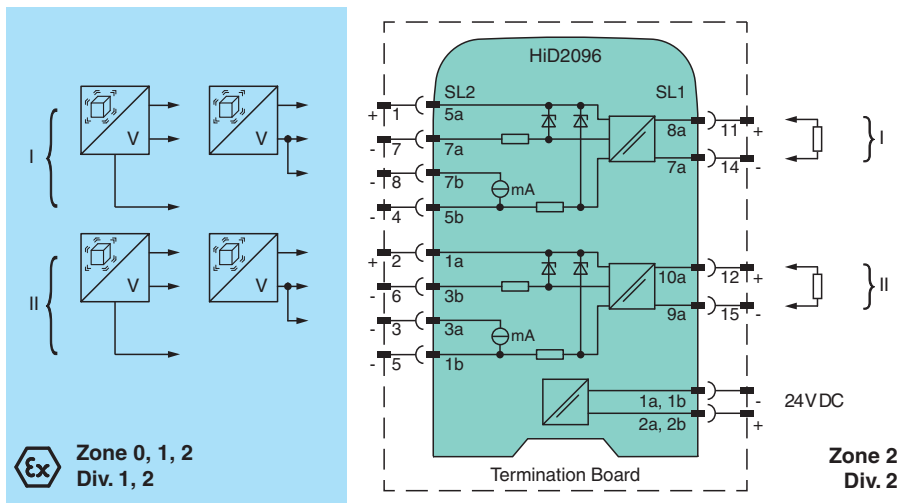 HiD2096
SL2 SL1
+ 1 5a
- 7 7a
- 8 7b
- 4 5b
mA
8a 11 +
7a 14 -
I
V V
I
+ 2 1a
- 6 3b
- 3 3a
- 5 1b
mA
10a 12 +
9a 15 -
II
V V
II
1a, 1b -
2a, 2b +
24V DC
Ex
Zone 0, 1, 2
Div. 1, 2
Termination Board
Zone 2
Div. 2